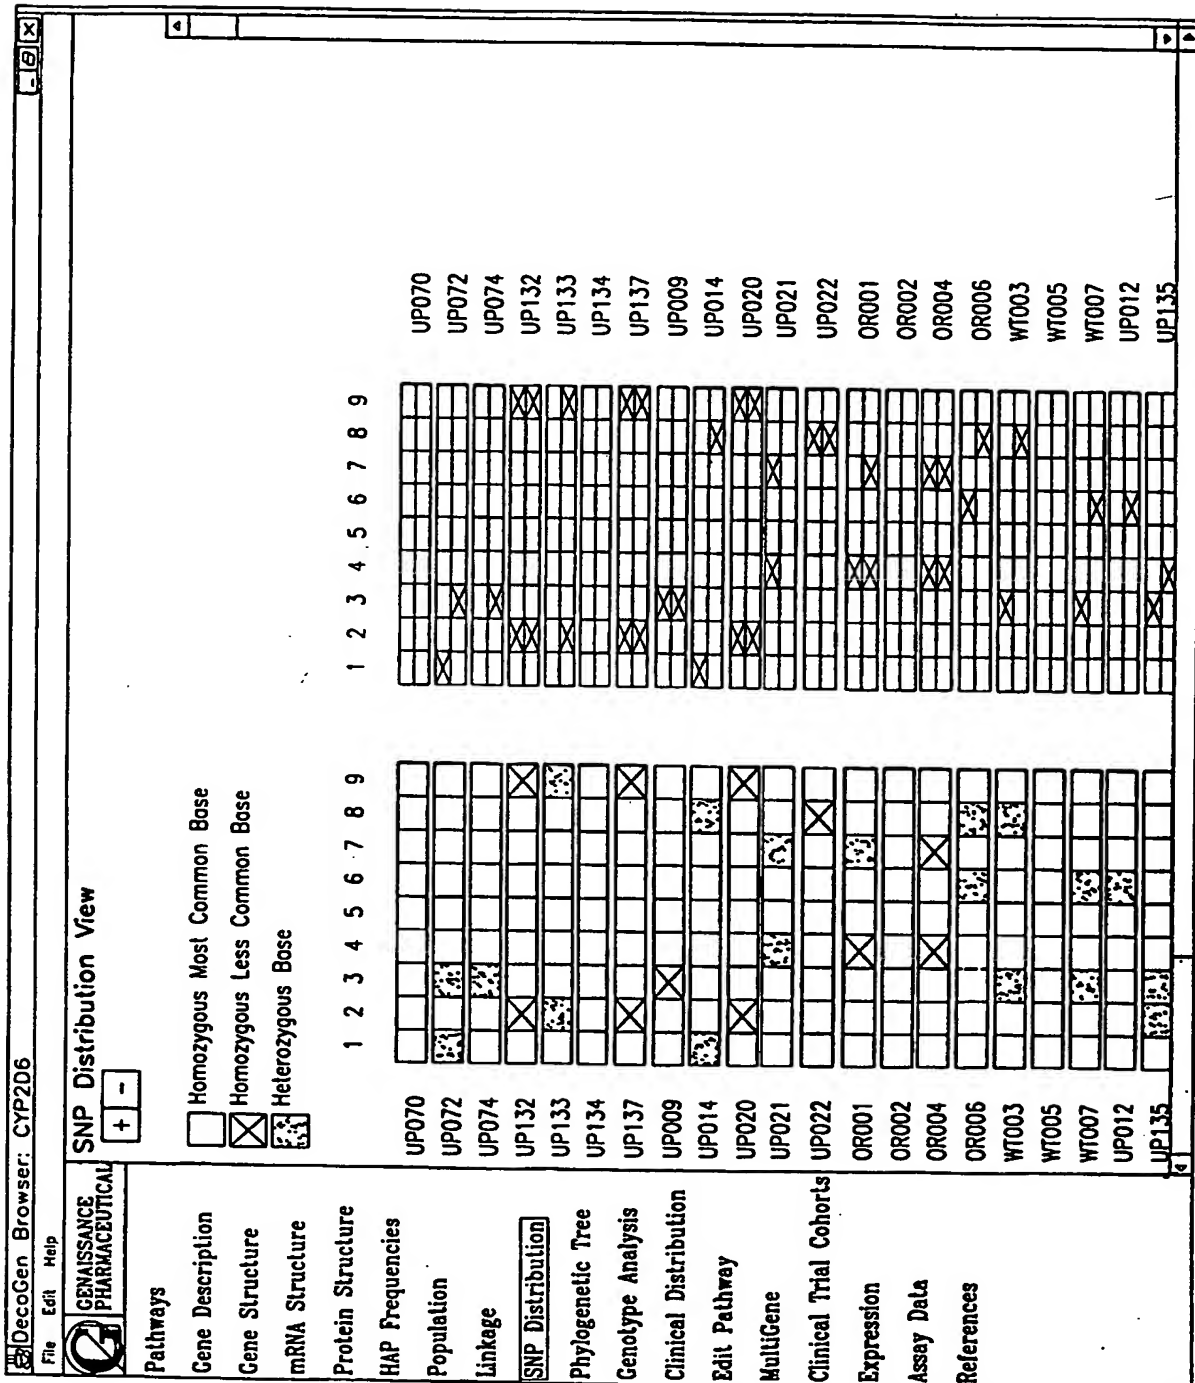 DecoGen Browser: CYP2D6
File Edit Help
GENAISSANCE
PHARMACEUTICAL
Pathways
Gene Description
Gene Structure
mRNA Structure
Protein Structure
HAP Frequencies
Population
Linkage
SNP Distribution
Phylogenetic Tree
Genotype Analysis
Clinical Distribution
Edit Pathway
MultiGene
Clinical Trial Cohorts
Expression
Assay Data
References
SNP Distribution View
+ -
Homozygous Most Common Base
Homozygous Less Common Base
Heterozygous Base
1 2 3 4 5 6 7 8 9 1 2 3 4 5 6 7 8 9
UP070 UP070
UP072 UP072
UP074 UP074
UP132 UP132
UP133 UP133
UP134 UP134
UP137 UP137
UP009 UP009
UP014 UP014
UP020 UP020
UP021 UP021
UP022 UP022
OR001 OR001
OR002 OR002
OR004 OR004
OR006 OR006
WT003 WT003
WT005 WT005
WT007 WT007
UP012 UP012
UP135 UP135